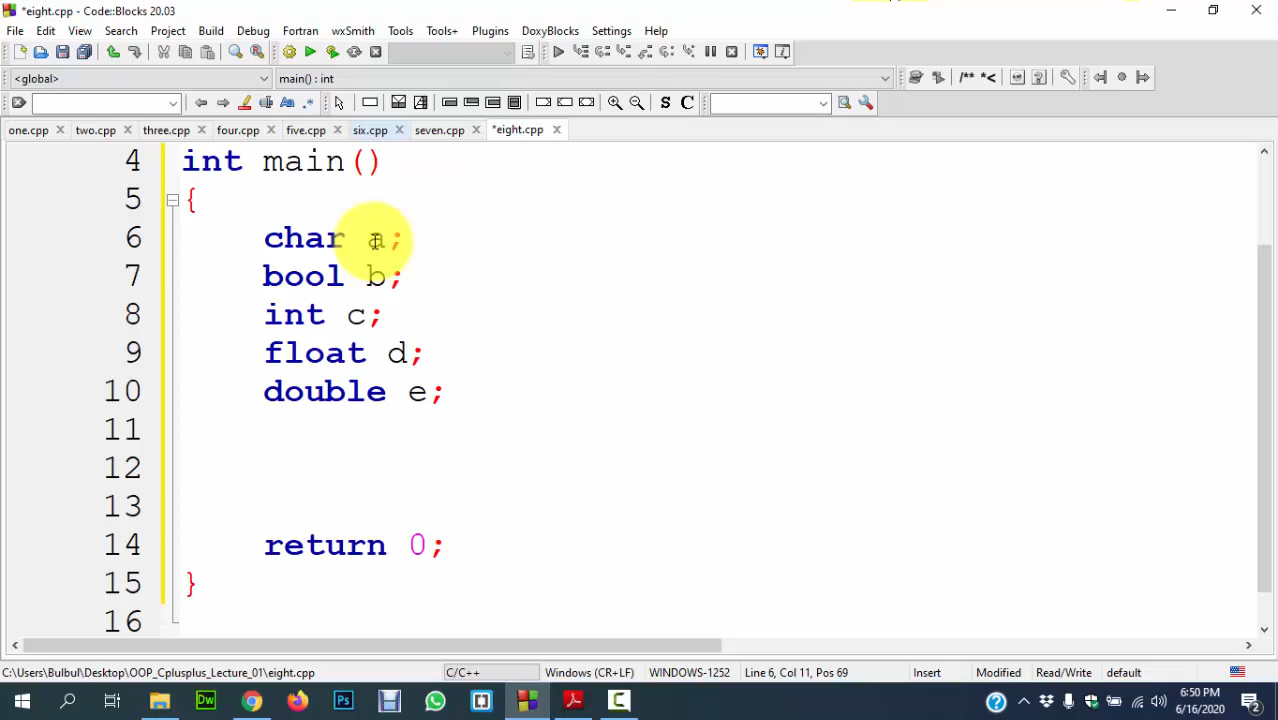 *eight.cpp - Code::Blocks 20.03
File Edit View Search Project Build Debug Fortran wxSmith Tools Tools+ Plugins DoxyBlocks Settings Help
<global> main() : int
/** *< 
S C
one.cpp two.cpp three.cpp four.cpp five.cpp six.cpp seven.cpp *eight.cpp
4 int main()
5 {
6 char a;
7 bool b;
8 int c;
9 float d;
10 double e;
11
12
13
14 return 0;
15 }
16
C:\Users\Bulbul\Desktop\OOP_Cplusplus_Lecture_01\eight.cpp C/C++ Windows (CR+LF) WINDOWS-1252 Line 6, Col 11, Pos 69 Insert Modified Read/Write default
Dw Ps 6:50 PM
6/16/2020 2